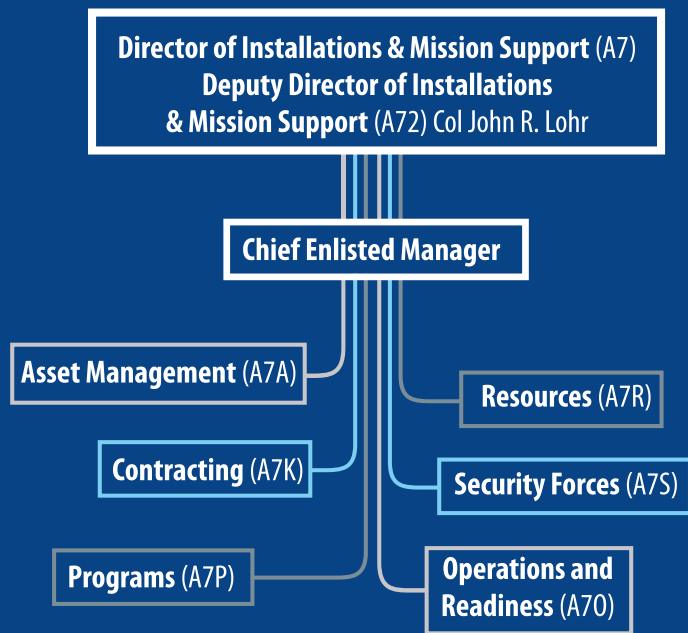 Director of Installations & Mission Support (A7)
Deputy Director of Installations
& Mission Support (A72) Col John R. Lohr
Chief Enlisted Manager
Asset Management (A7A)
Resources (A7R)
Contracting (A7K)
Security Forces (A7S)
Programs (A7P)
Operations and
Readiness (A7O)